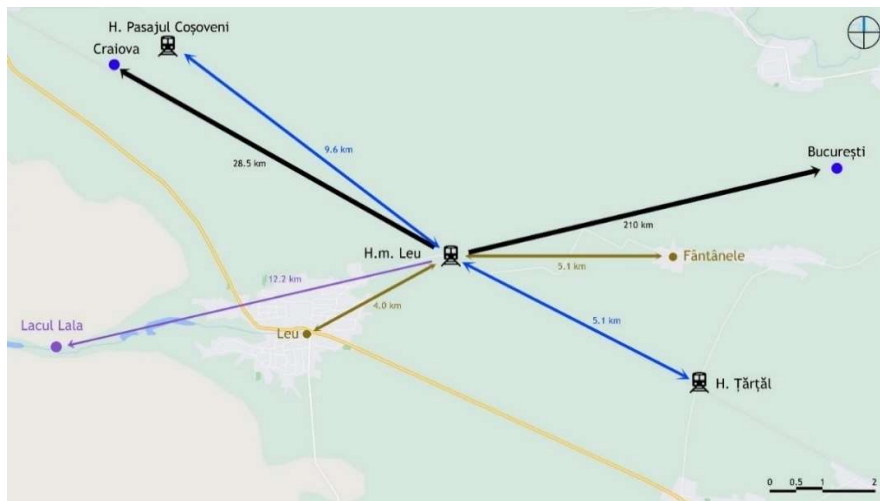 H. Pasajul Coșoveni
Craiova
9.6 km
28.5 km
București
210 km
H.m. Leu
Fântânele
5.1 km
12.2 km
4.0 km
Lacul Lala
Leu
5.1 km
H. Țărțăl
0 0.5 1 2